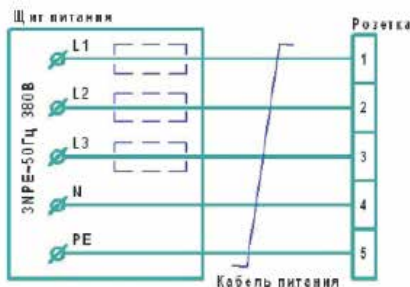 Щит питания
Розетка
3NPE~50Гц 380В
L1
L2
L3
N
PE
1
2
3
4
5
Кабель питания